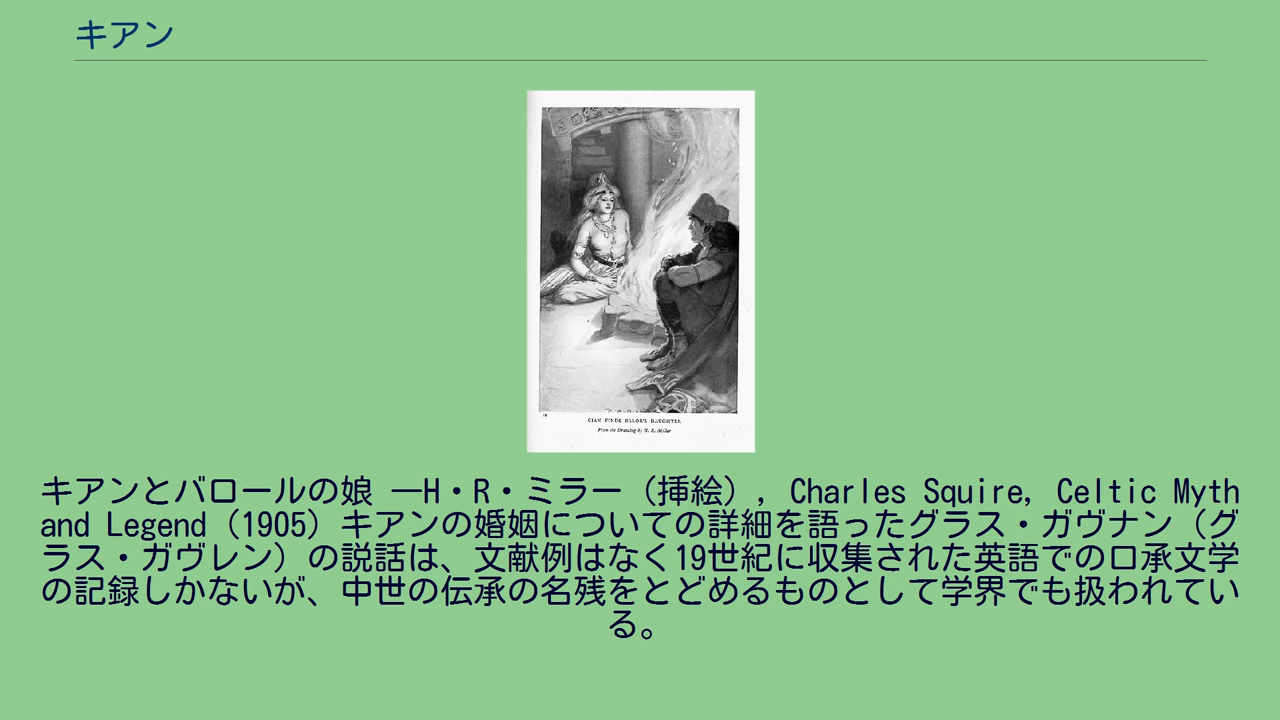 キアン
CIAN FINDS BALOR'S DAUGHTER
From the Drawing by H. R. Millar
キアンとバロールの娘 ―H・R・ミラー（挿絵）, Charles Squire, Celtic Myth
and Legend（1905）キアンの婚姻についての詳細を語ったグラス・ガヴナン（グ
ラス・ガヴレン）の説話は、文献例はなく19世紀に収集された英語での口承文学
の記録しかないが、中世の伝承の名残をとどめるものとして学界でも扱われてい
る。